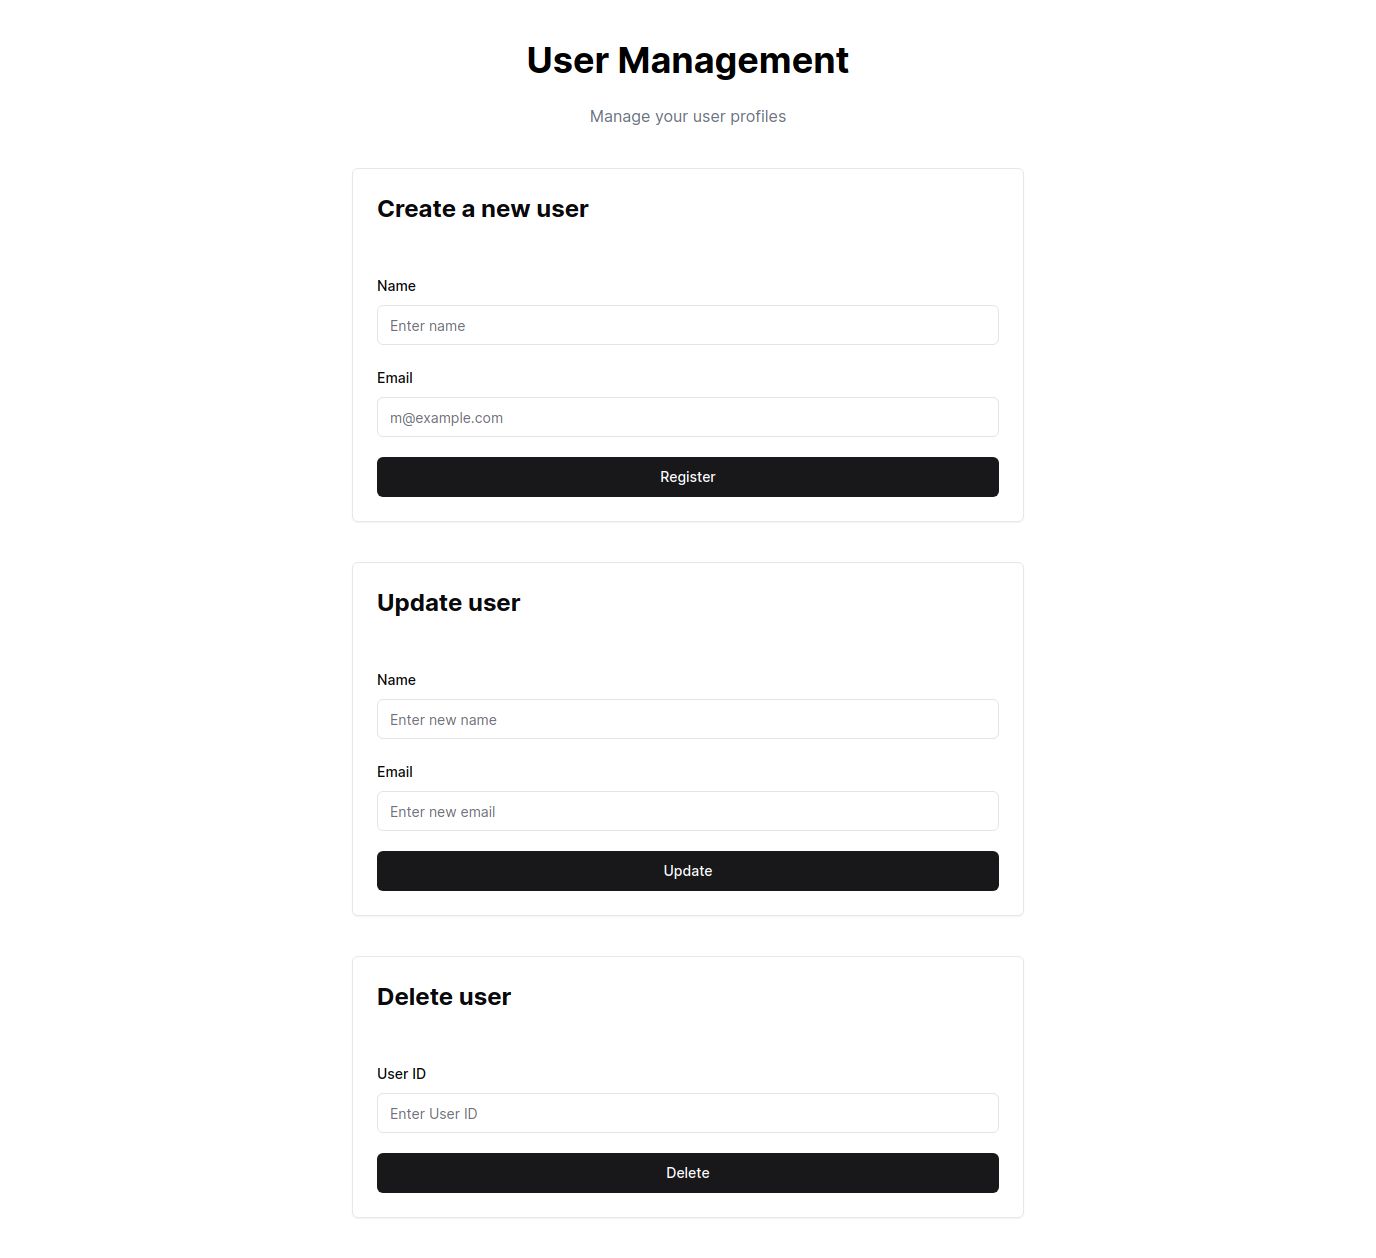 User Management
Manage your user profiles
Create a new user
Name
Enter name
Email
m@example.com
Register
Update user
Name
Enter new name
Email
Enter new email
Update
Delete user
User ID
Enter User ID
Delete